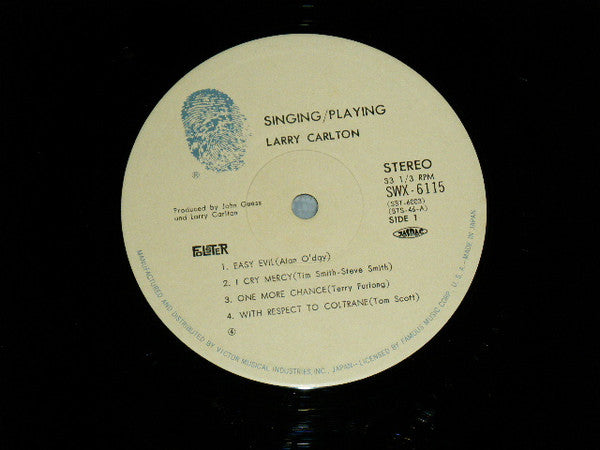 SINGING/PLAYING
LARRY CARLTON
®
STEREO
33 1/3 RPM
SWX-6115
(SST-6003)
(STS-46-A)
SIDE 1
Produced by John Guess
und Larry Carlton
1. EASY EVIL(Alan O'day)
2. I CRY MERCY(Tim Smith-Steve Smith)
3. ONE MORE CHANCE(Terry Furlong)
4. WITH RESPECT TO COLTRANE(Tom Scott)
MANUFACTURED AND DISTRIBUTED BY VICTOR MUSICAL INDUSTRIES, INC., JAPAN-LICENSED BY FAMOUS MUSIC CORP. U.S.A.-MADE IN JAPAN